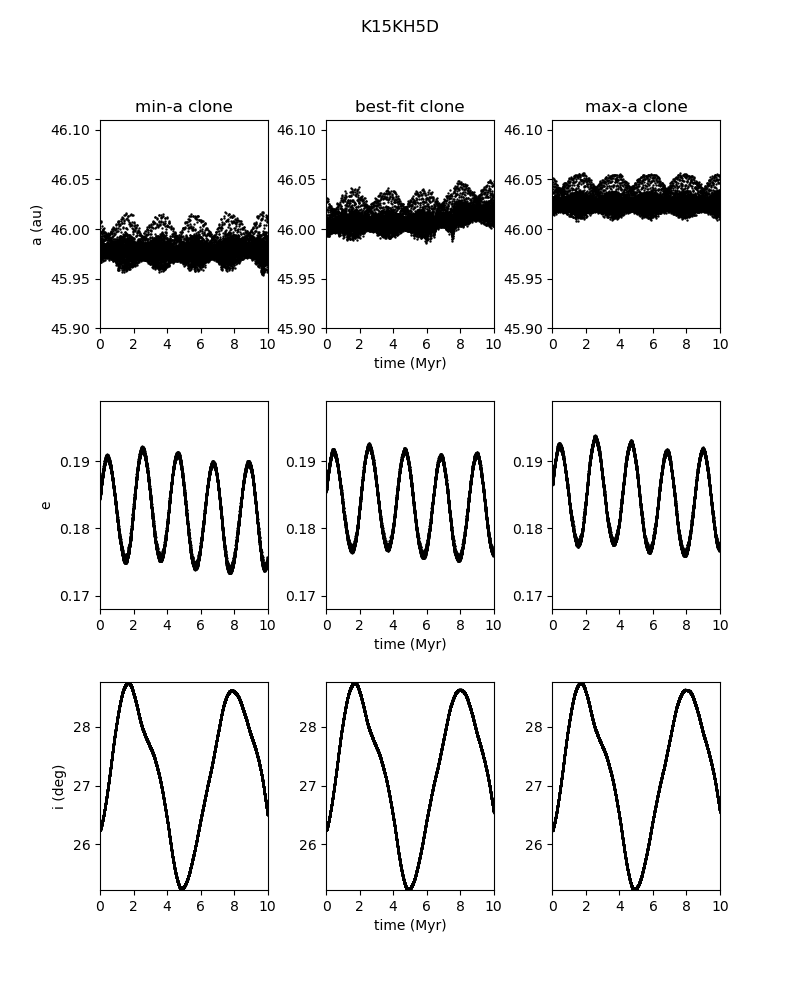 K15KH5D
min-a clone best-fit clone max-a clone
46.10 46.10 46.10
46.05 46.05 46.05
46.00 46.00 46.00
45.95 45.95 45.95
45.90 45.90 45.90
a (au)
0 2 4 6 8 10 0 2 4 6 8 10 0 2 4 6 8 10
time (Myr)
0.19 0.19 0.19
0.18 0.18 0.18
0.17 0.17 0.17
e
0 2 4 6 8 10 0 2 4 6 8 10 0 2 4 6 8 10
time (Myr)
28 28 28
27 27 27
26 26 26
i (deg)
0 2 4 6 8 10 0 2 4 6 8 10 0 2 4 6 8 10
time (Myr)